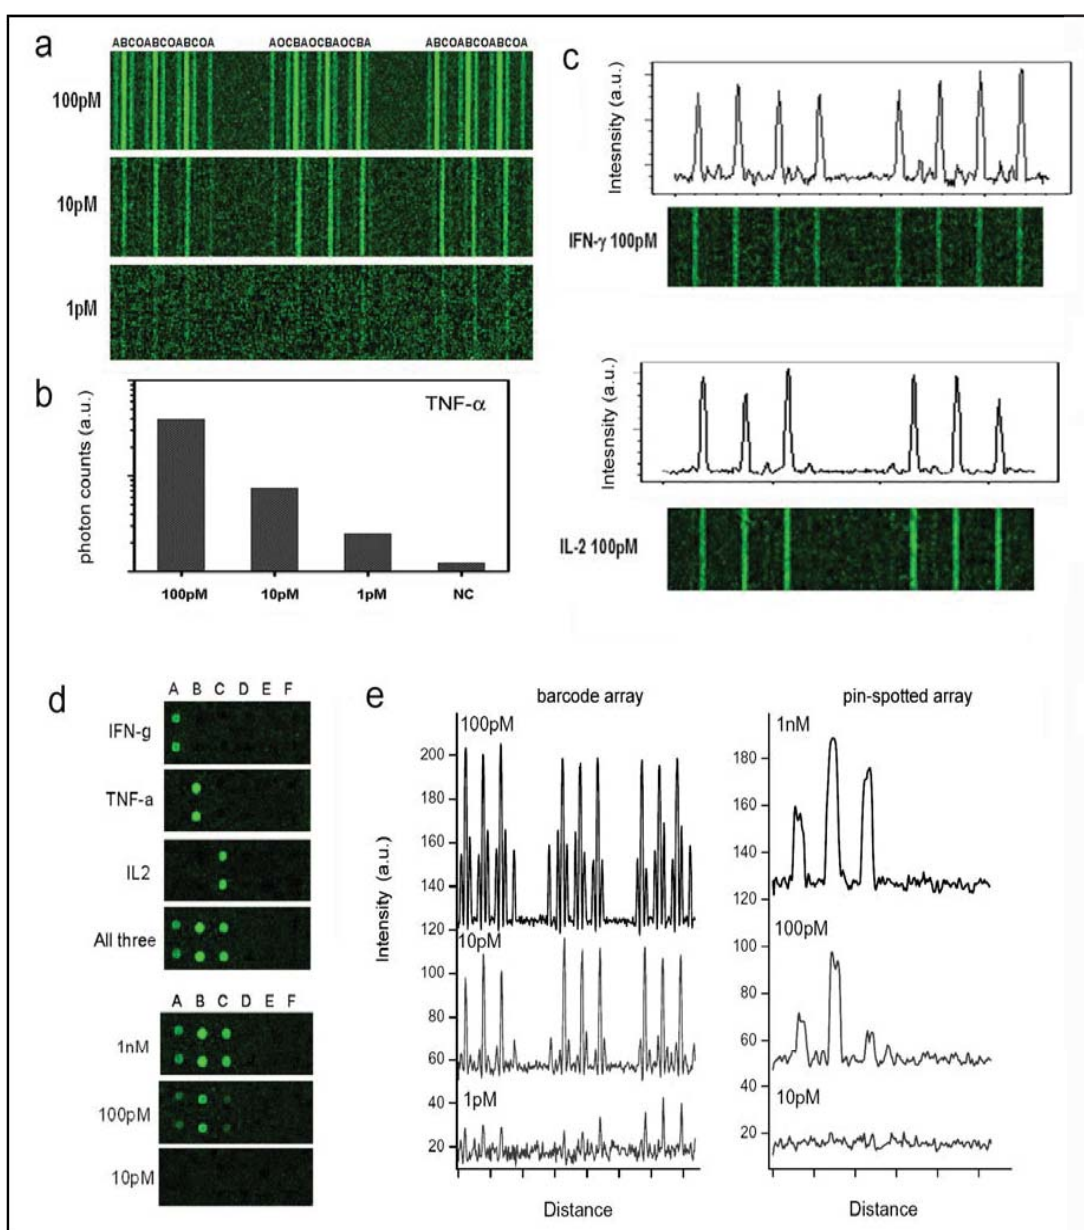 a
ABCOABCOABCOA AOCBAOCBAOCBA ABCOABCOABCOA
100pM
10pM
1pM
b
TNF-α
photon counts (a.u.)
100pM 10pM 1pM NC
c
Intesnsity (a.u.)
IFN-γ 100pM
Intesnsity (a.u.)
IL-2 100pM
d
A B C D E F
IFN-g
TNF-a
IL2
All three
A B C D E F
1nM
100pM
10pM
e
barcode array
100pM
200
180
160
140
120
10pM
100
80
60
1pM
40
20
Intensity (a.u.)
Distance
pin-spotted array
1nM
180
160
140
120
100pM
100
80
60
40
10pM
20
Distance